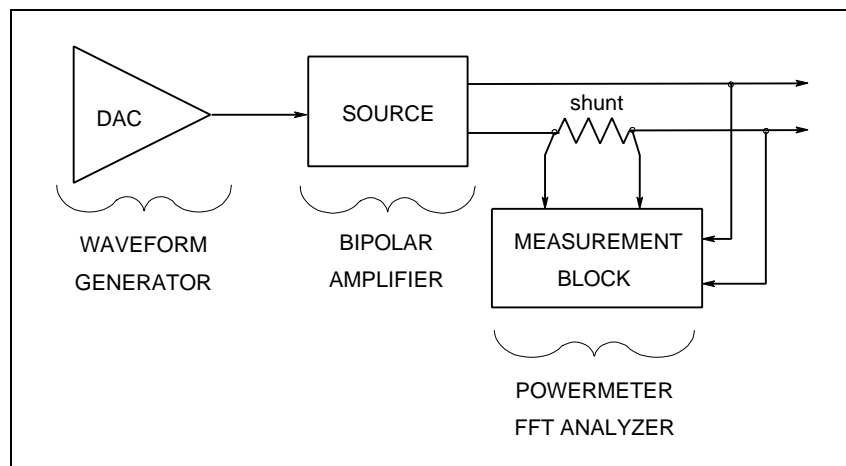 DAC
SOURCE
shunt
WAVEFORM
GENERATOR
BIPOLAR
AMPLIFIER
MEASUREMENT
BLOCK
POWERMETER
FFT ANALYZER